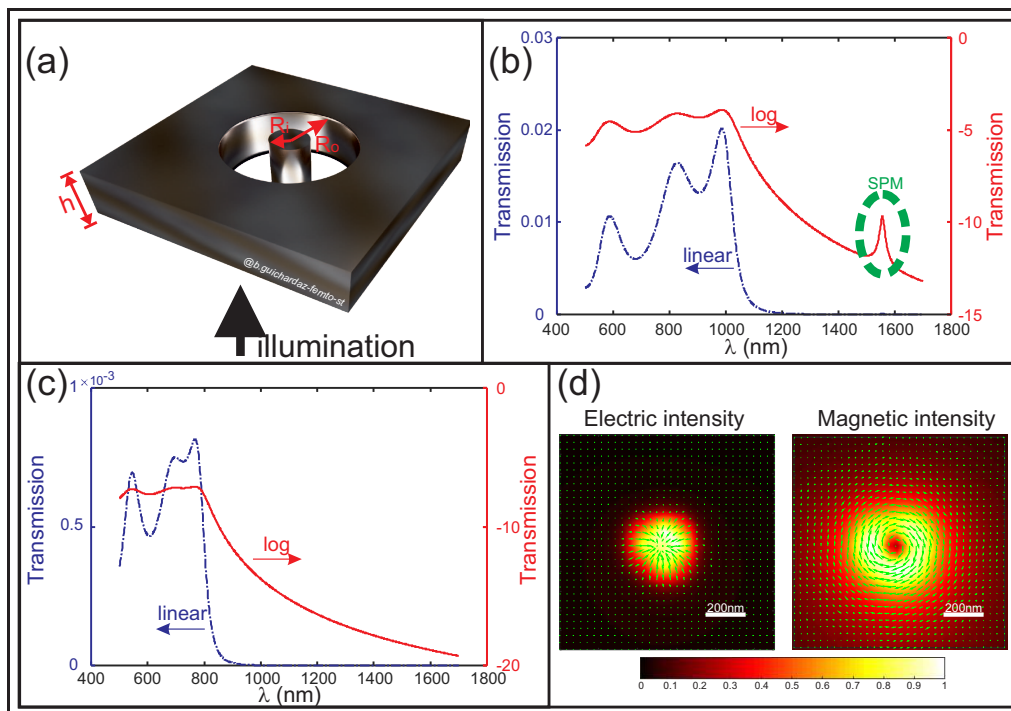 (a)
Ri
Ro
h
@b.guichardaz-femto-st
illumination
(b)
0.03
0.02
0.01
0
Transmission
400 600 800 1000 1200 1400 1600 1800
λ (nm)
0
-5
-10
-15
Transmission
log
linear
SPM
(c)
1×10-3
0.5
0
Transmission
400 600 800 1000 1200 1400 1600 1800
λ (nm)
0
-10
-20
Transmission
log
linear
(d)
Electric intensity
Magnetic intensity
200nm
200nm
0 0.1 0.2 0.3 0.4 0.5 0.6 0.7 0.8 0.9 1